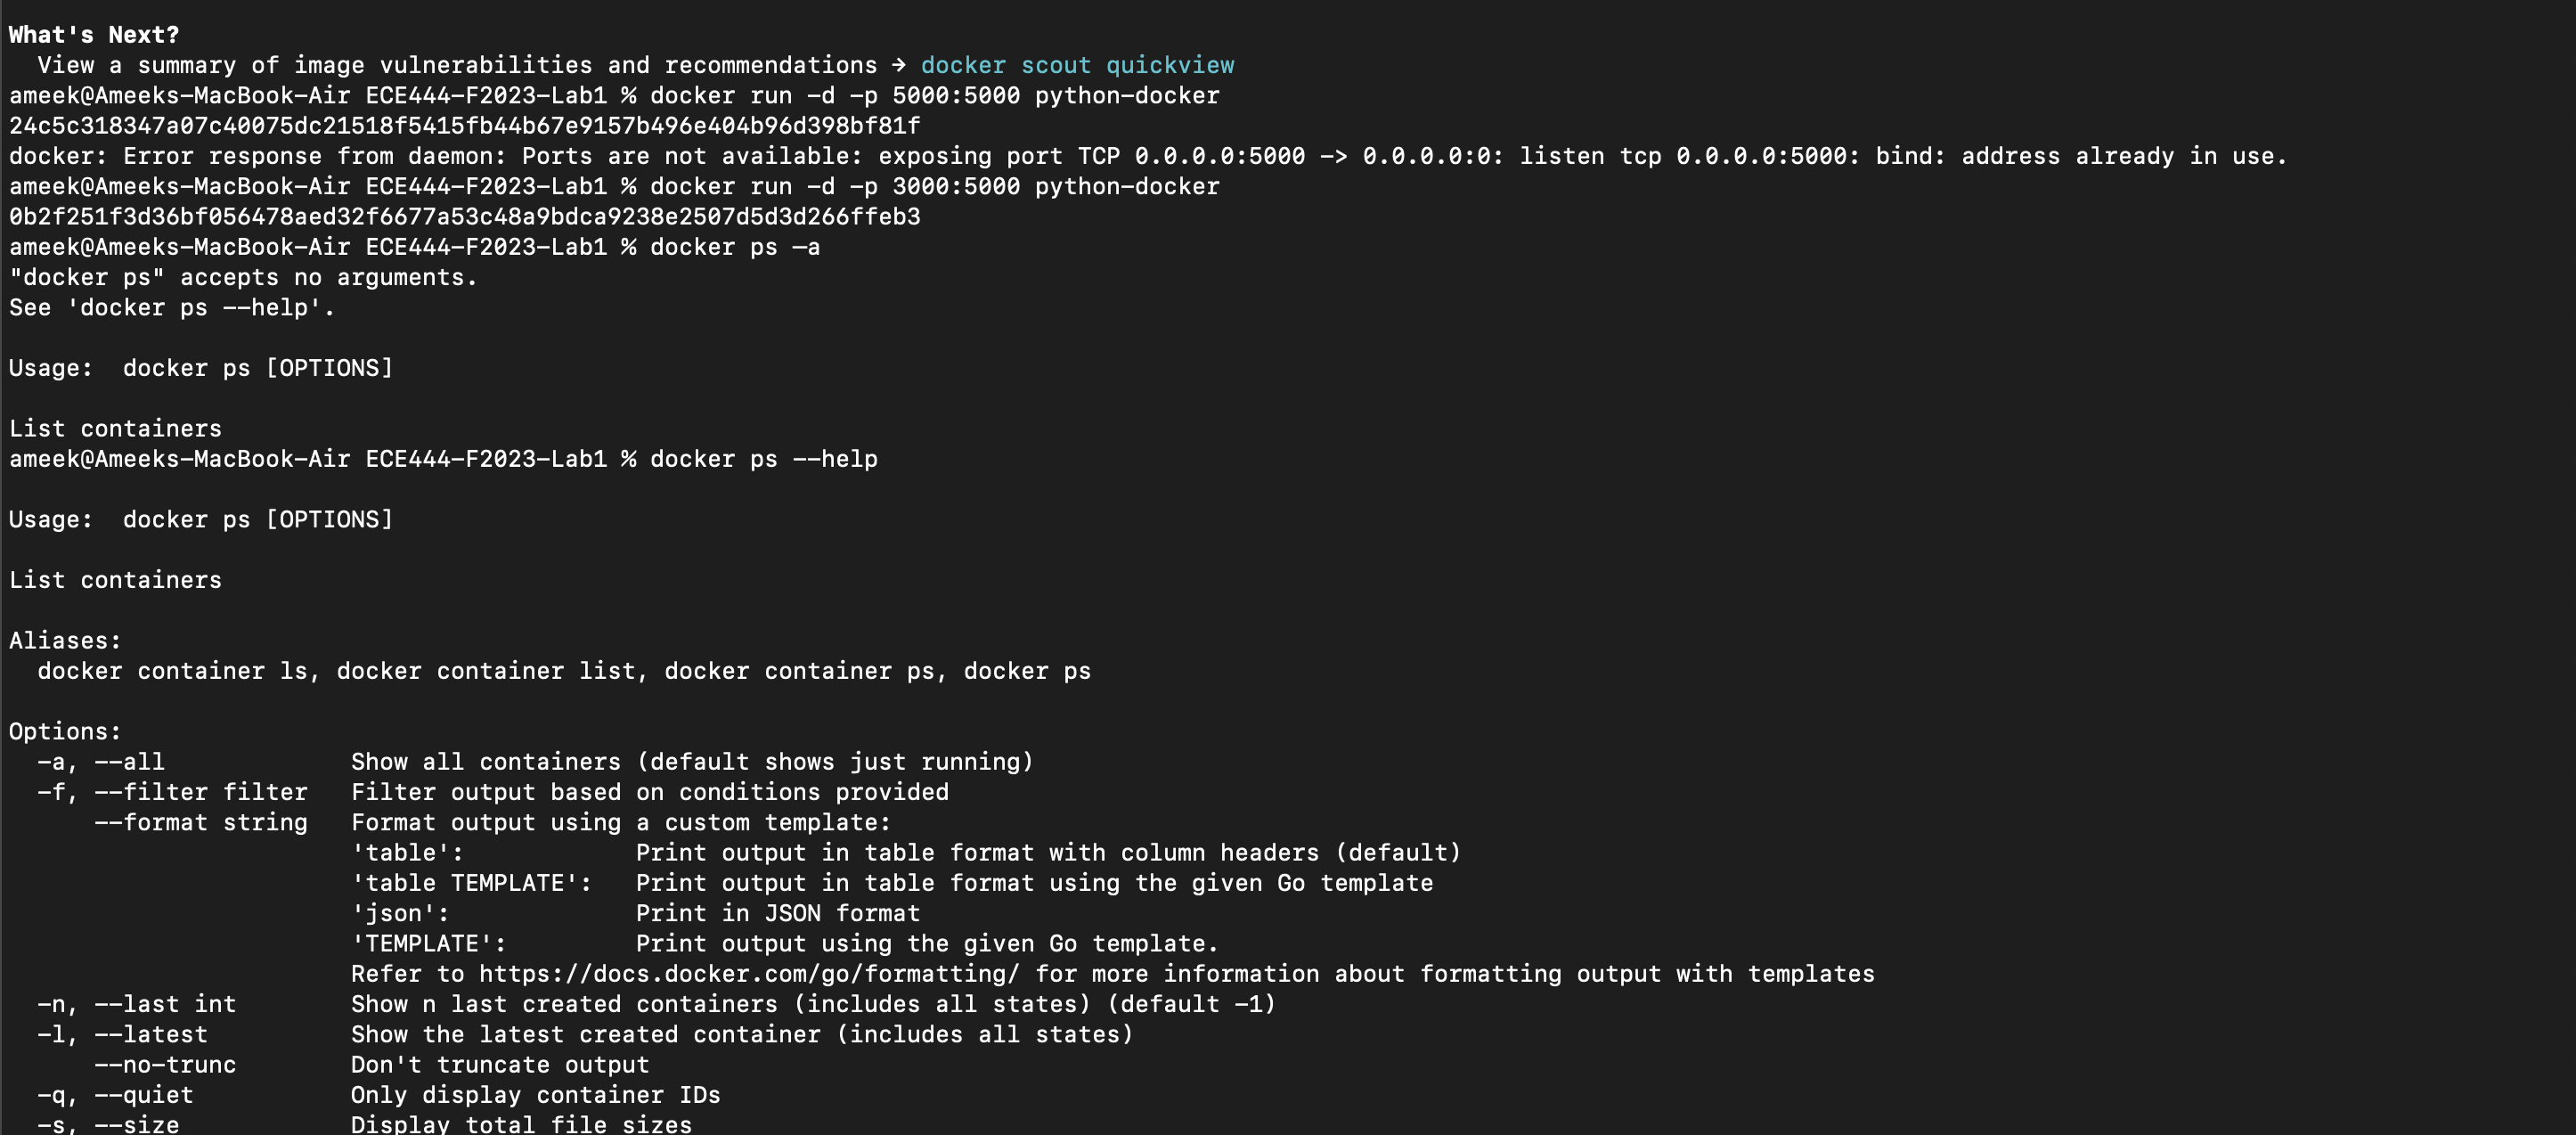 What's Next?
  View a summary of image vulnerabilities and recommendations → docker scout quickview
ameek@Ameeks-MacBook-Air ECE444-F2023-Lab1 % docker run -d -p 5000:5000 python-docker
24c5c318347a07c40075dc21518f5415fb44b67e9157b496e404b96d398bf81f
docker: Error response from daemon: Ports are not available: exposing port TCP 0.0.0.0:5000 -> 0.0.0.0:0: listen tcp 0.0.0.0:5000: bind: address already in use.
ameek@Ameeks-MacBook-Air ECE444-F2023-Lab1 % docker run -d -p 3000:5000 python-docker
0b2f251f3d36bf056478aed32f6677a53c48a9bdca9238e2507d5d3d266ffeb3
ameek@Ameeks-MacBook-Air ECE444-F2023-Lab1 % docker ps –a
"docker ps" accepts no arguments.
See 'docker ps --help'.

Usage:  docker ps [OPTIONS]

List containers
ameek@Ameeks-MacBook-Air ECE444-F2023-Lab1 % docker ps --help

Usage:  docker ps [OPTIONS]

List containers

Aliases:
  docker container ls, docker container list, docker container ps, docker ps

Options:
  -a, --all             Show all containers (default shows just running)
  -f, --filter filter   Filter output based on conditions provided
      --format string   Format output using a custom template:
                        'table':            Print output in table format with column headers (default)
                        'table TEMPLATE':   Print output in table format using the given Go template
                        'json':             Print in JSON format
                        'TEMPLATE':         Print output using the given Go template.
                        Refer to https://docs.docker.com/go/formatting/ for more information about formatting output with templates
  -n, --last int        Show n last created containers (includes all states) (default -1)
  -l, --latest          Show the latest created container (includes all states)
      --no-trunc        Don't truncate output
  -q, --quiet           Only display container IDs
  -s, --size            Display total file sizes